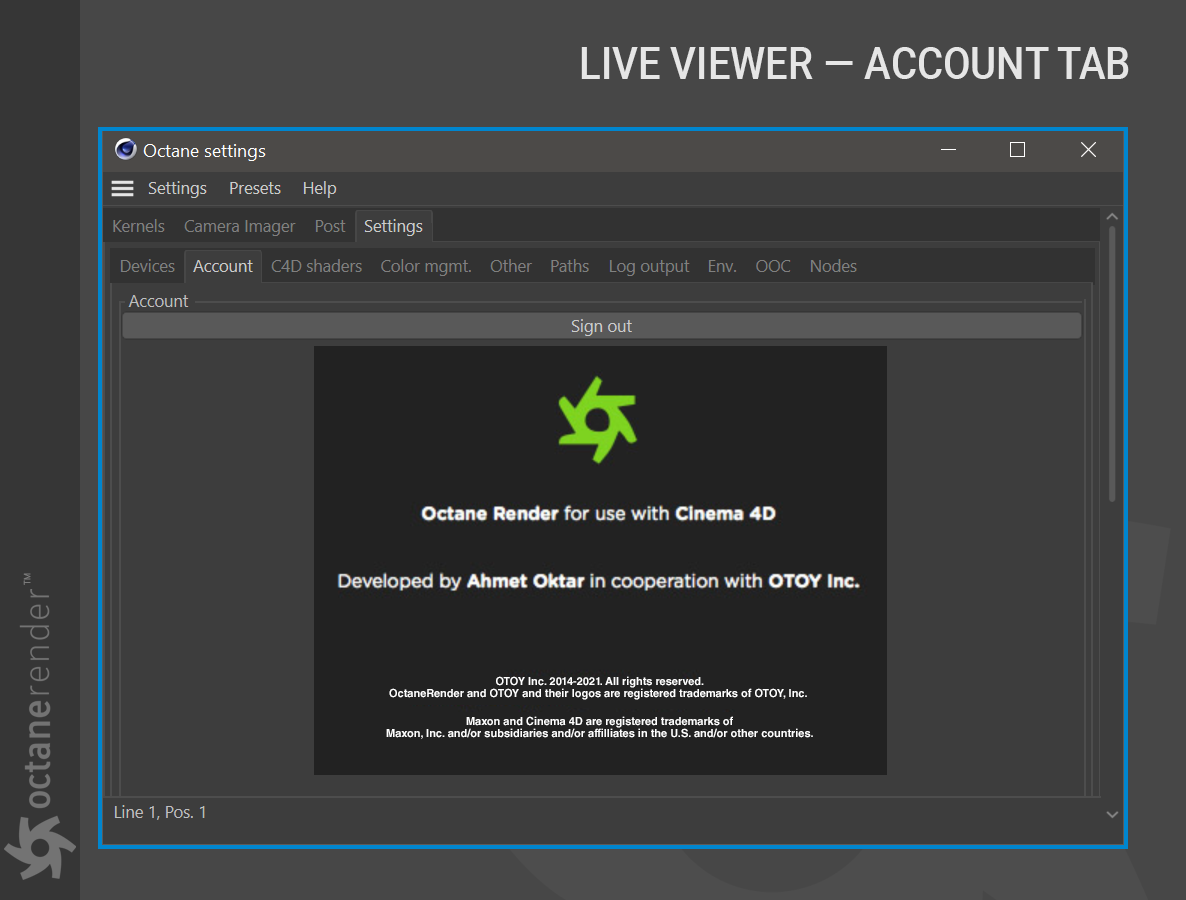 LIVE VIEWER — ACCOUNT TAB
Octane settings
Settings Presets Help
Kernels Camera Imager Post Settings
Devices Account C4D shaders Color mgmt. Other Paths Log output Env. OOC Nodes
Account
Sign out
Octane Render for use with Cinema 4D
Developed by Ahmet Oktar in cooperation with OTOY Inc.
OTOY Inc. 2014-2021. All rights reserved.
OctaneRender and OTOY and their logos are registered trademarks of OTOY, Inc.
Maxon and Cinema 4D are registered trademarks of
Maxon, Inc. and/or subsidiaries and/or affilliates in the U.S. and/or other countries.
Line 1, Pos. 1
octanerender™